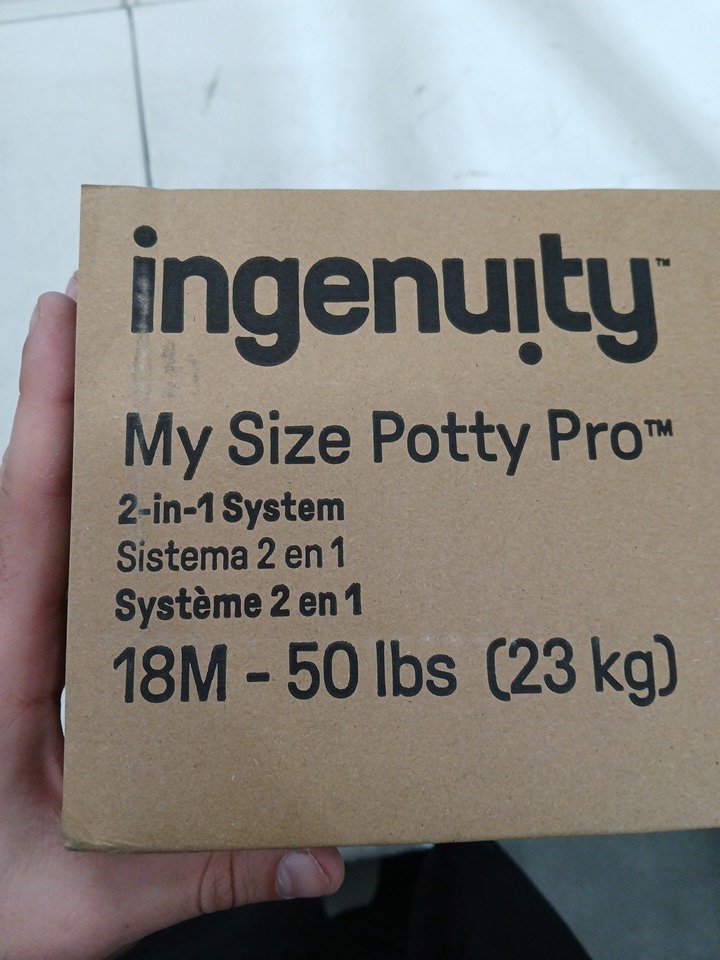 ingenuity™
My Size Potty Pro™
2-in-1 System
Sistema 2 en 1
Système 2 en 1
18M - 50 lbs (23 kg)